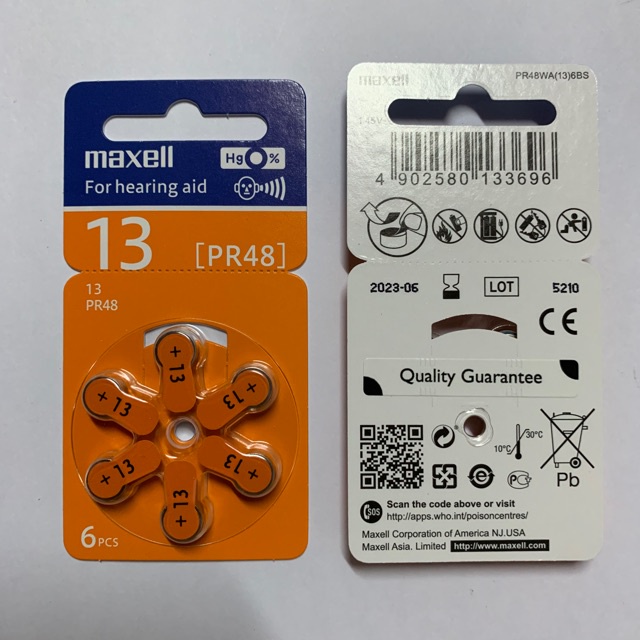 maxell
Hg 0%
For hearing aid
13 [PR48]
13
PR48
+13
+13
+13
+13
+13
+13
6PCS
maxell
PR48WA(13)6BS
4 902580 133696
2023-06 LOT 5210
CE
Quality Guarantee
10°C 30°C
Pb
SOS
Scan the code above or visit
http://apps.who.int/poisoncentres/
Maxell Corporation of America NJ.USA
Maxell Asia. Limited http://www.maxell.com